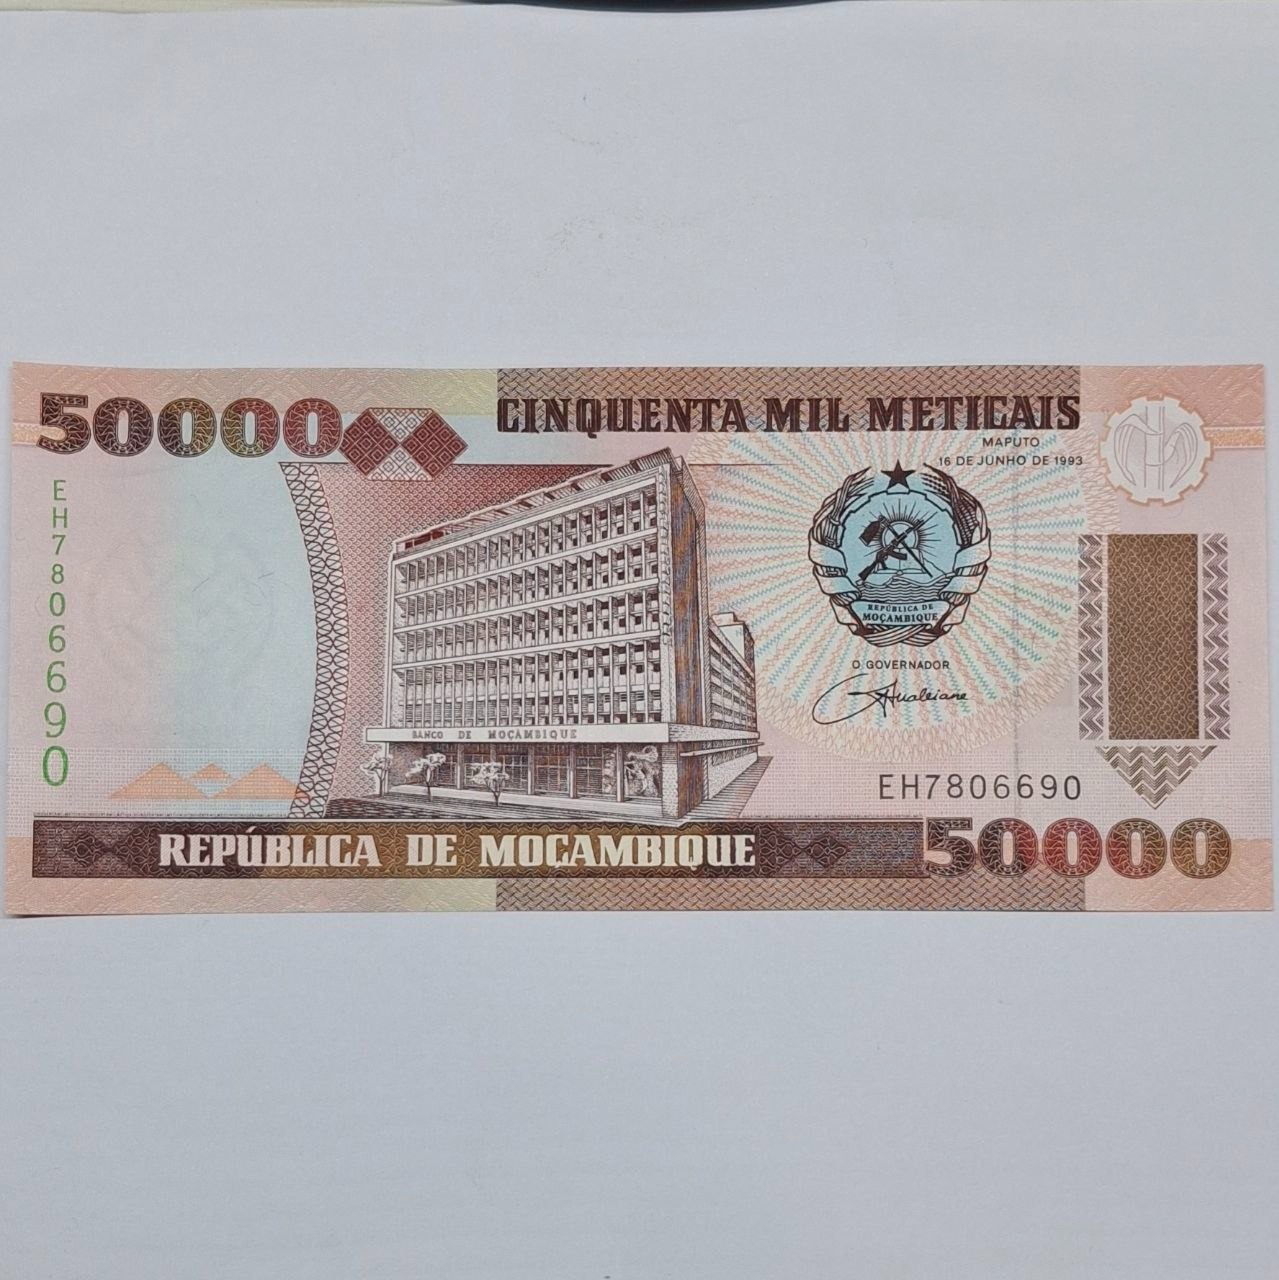 50000
CINQUENTA MIL METICAIS
MAPUTO
16 DE JUNHO DE 1993
EH7806690
REPÚBLICA DE
MOÇAMBIQUE
O GOVERNADOR
BANCO DE MOÇAMBIQUE
EH7806690
REPÚBLICA DE MOÇAMBIQUE
50000